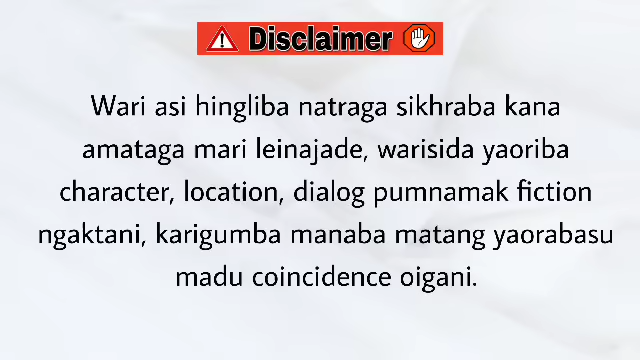 Disclaimer
Wari asi hingliba natraga sikhraba kana
amataga mari leinajade, warisida yaoriba
character, location, dialog pumnamak fiction
ngaktani, karigumba manaba matang yaorabasu
madu coincidence oigani.